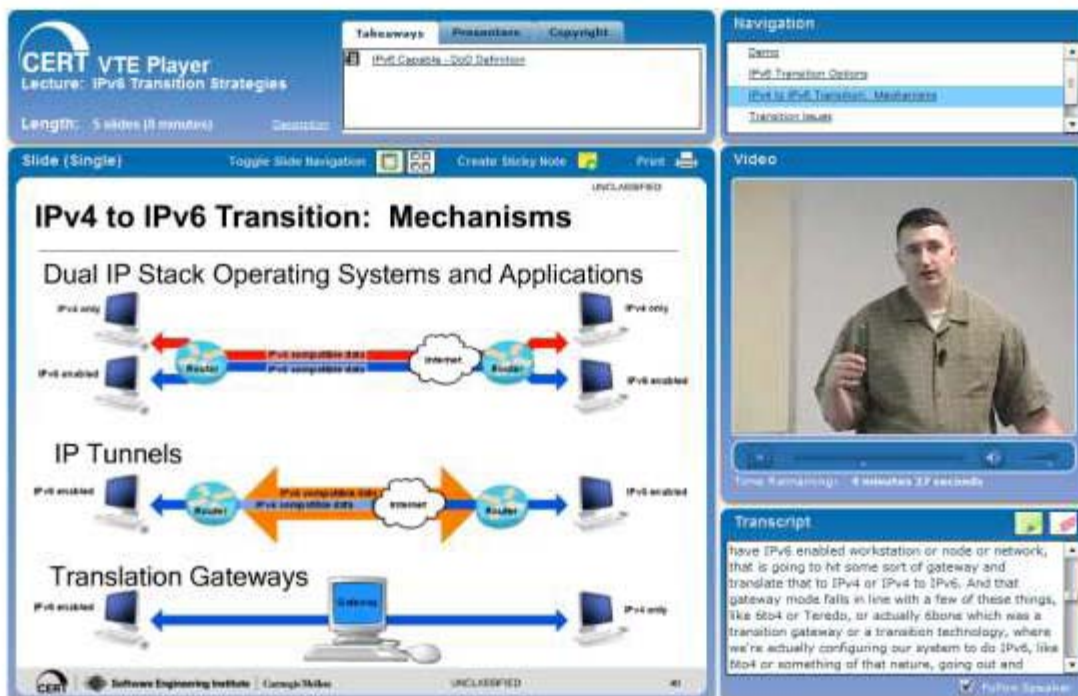 CERT VTE Player
Lecture: IPv6 Transition Strategies
Length: 5 slides (8 minutes)
Description
Takeaways Presenters Copyright
IPv6 Capable - DoD Definition
Navigation
Demo
IPv6 Transition Options
IPv4 to IPv6 Transition: Mechanisms
Transition Issues
Slide (Single)
Toggle Slide Navigation
Create Sticky Note
Print
UNCLASSIFIED
IPv4 to IPv6 Transition: Mechanisms
Dual IP Stack Operating Systems and Applications
IPv4 only
IPv4 only
Router
Internet
Router
IPv6 compatible data
IPv6 enabled
IPv6 enabled
IP Tunnels
IPv6 enabled
Router
IPv6 compatible data
Internet
Router
IPv6 enabled
Translation Gateways
IPv6 enabled
Gateway
IPv4 only
CERT
Software Engineering Institute
Carnegie Mellon
UNCLASSIFIED
Video
Time Remaining:
Transcript
have IPv6 enabled workstation or node or network,
that is going to hit some sort of gateway and
translate that to IPv4 or IPv4 to IPv6. And that
gateway mode falls in line with a few of these things,
like 6to4 or Teredo, or actually 6bone which was a
transition gateway or a transition technology, where
we're actually configuring our system to do IPv6, like
6to4 or something of that nature, going out and
Follow Speaker